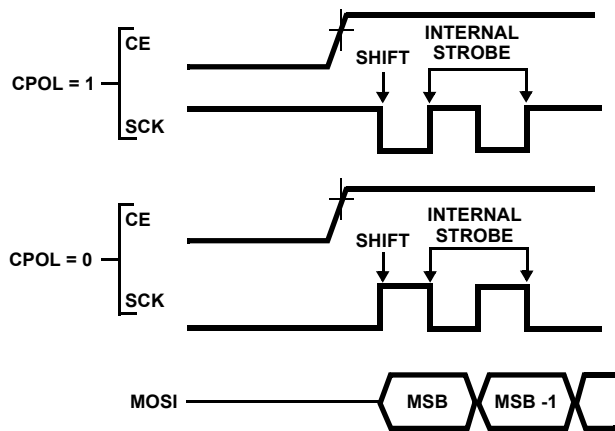 CE
INTERNAL
STROBE
SHIFT
CPOL = 1
SCK
CE
INTERNAL
STROBE
SHIFT
CPOL = 0
SCK
MOSI
MSB
MSB -1